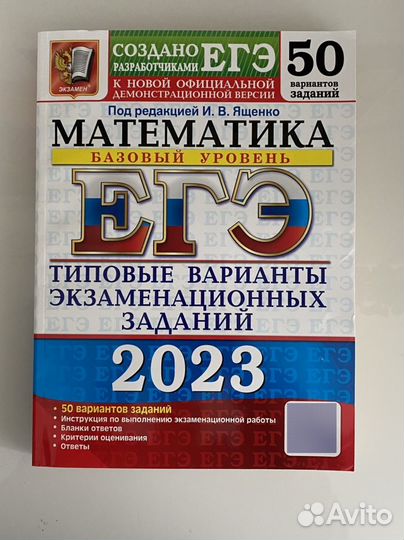 СОЗДАНО
РАЗРАБОТЧИКАМИ ЕГЭ
К НОВОЙ ОФИЦИАЛЬНОЙ
ДЕМОНСТРАЦИОННОЙ ВЕРСИИ
50
вариантов
заданий
ЭКЗАМЕН
Под редакцией И. В. Ященко
МАТЕМАТИКА
БАЗОВЫЙ УРОВЕНЬ
ЕГЭ
ТИПОВЫЕ ВАРИАНТЫ
ЭКЗАМЕНАЦИОННЫХ
ЗАДАНИЙ
2023
• 50 вариантов заданий
• Инструкция по выполнению экзаменационной работы
• Бланки ответов
• Критерии оценивания
• Ответы
Avito